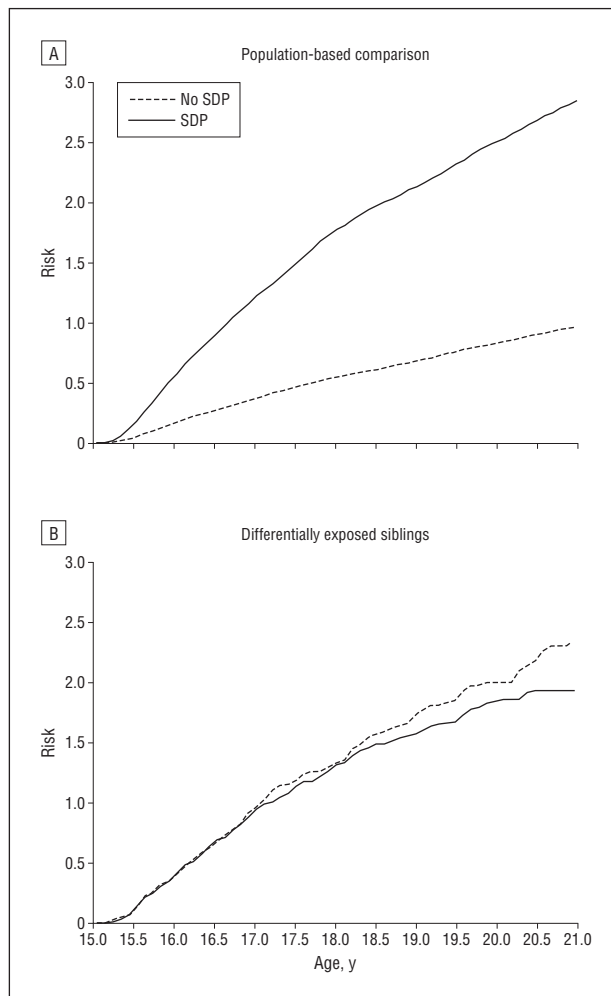 A
Population-based comparison
No SDP
SDP
3.0
2.5
2.0
1.5
1.0
0.5
0
Risk
B
Differentially exposed siblings
3.0
2.5
2.0
1.5
1.0
0.5
0
Risk
15.0 15.5 16.0 16.5 17.0 17.5 18.0 18.5 19.0 19.5 20.0 20.5 21.0
Age, y